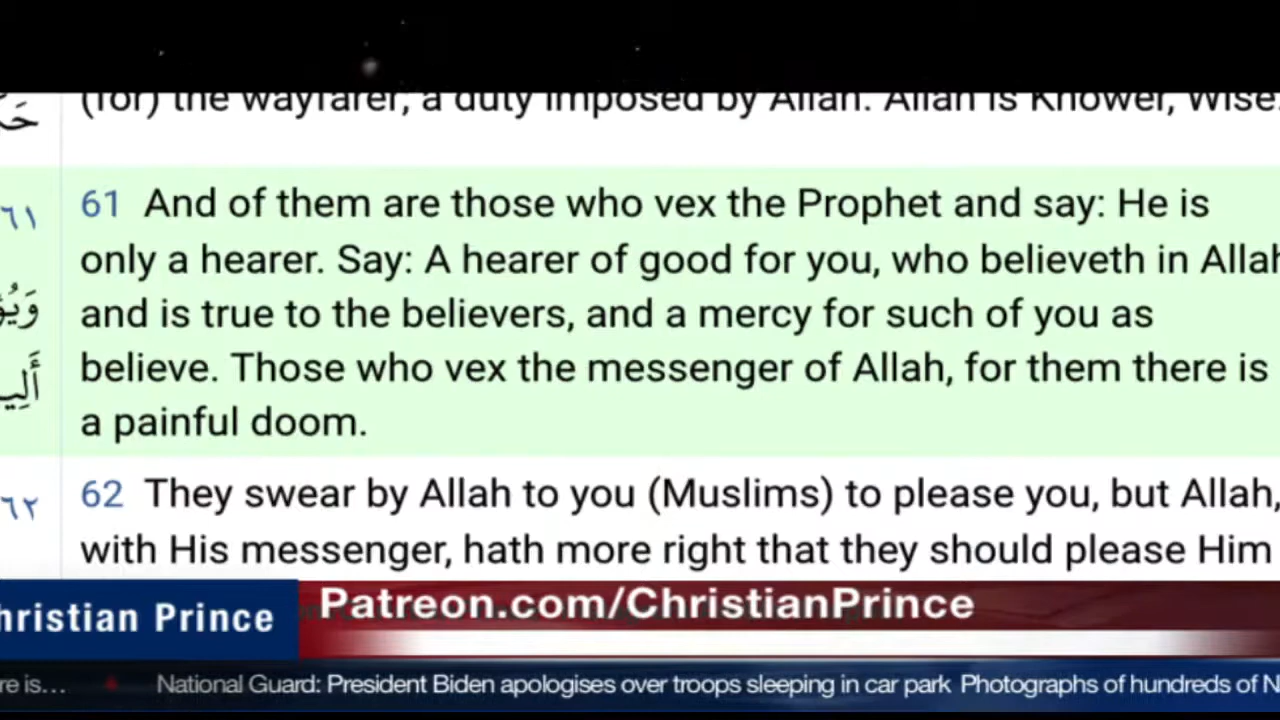 (for) the wayfarer; a duty imposed by Allah. Allah is Knower, Wise.
٦١
61 And of them are those who vex the Prophet and say: He is
only a hearer. Say: A hearer of good for you, who believeth in Allah
and is true to the believers, and a mercy for such of you as
believe. Those who vex the messenger of Allah, for them there is
a painful doom.
٦٢
62 They swear by Allah to you (Muslims) to please you, but Allah,
with His messenger, hath more right that they should please Him
hristian Prince
Patreon.com/ChristianPrince
re is... National Guard: President Biden apologises over troops sleeping in car park Photographs of hundreds of N